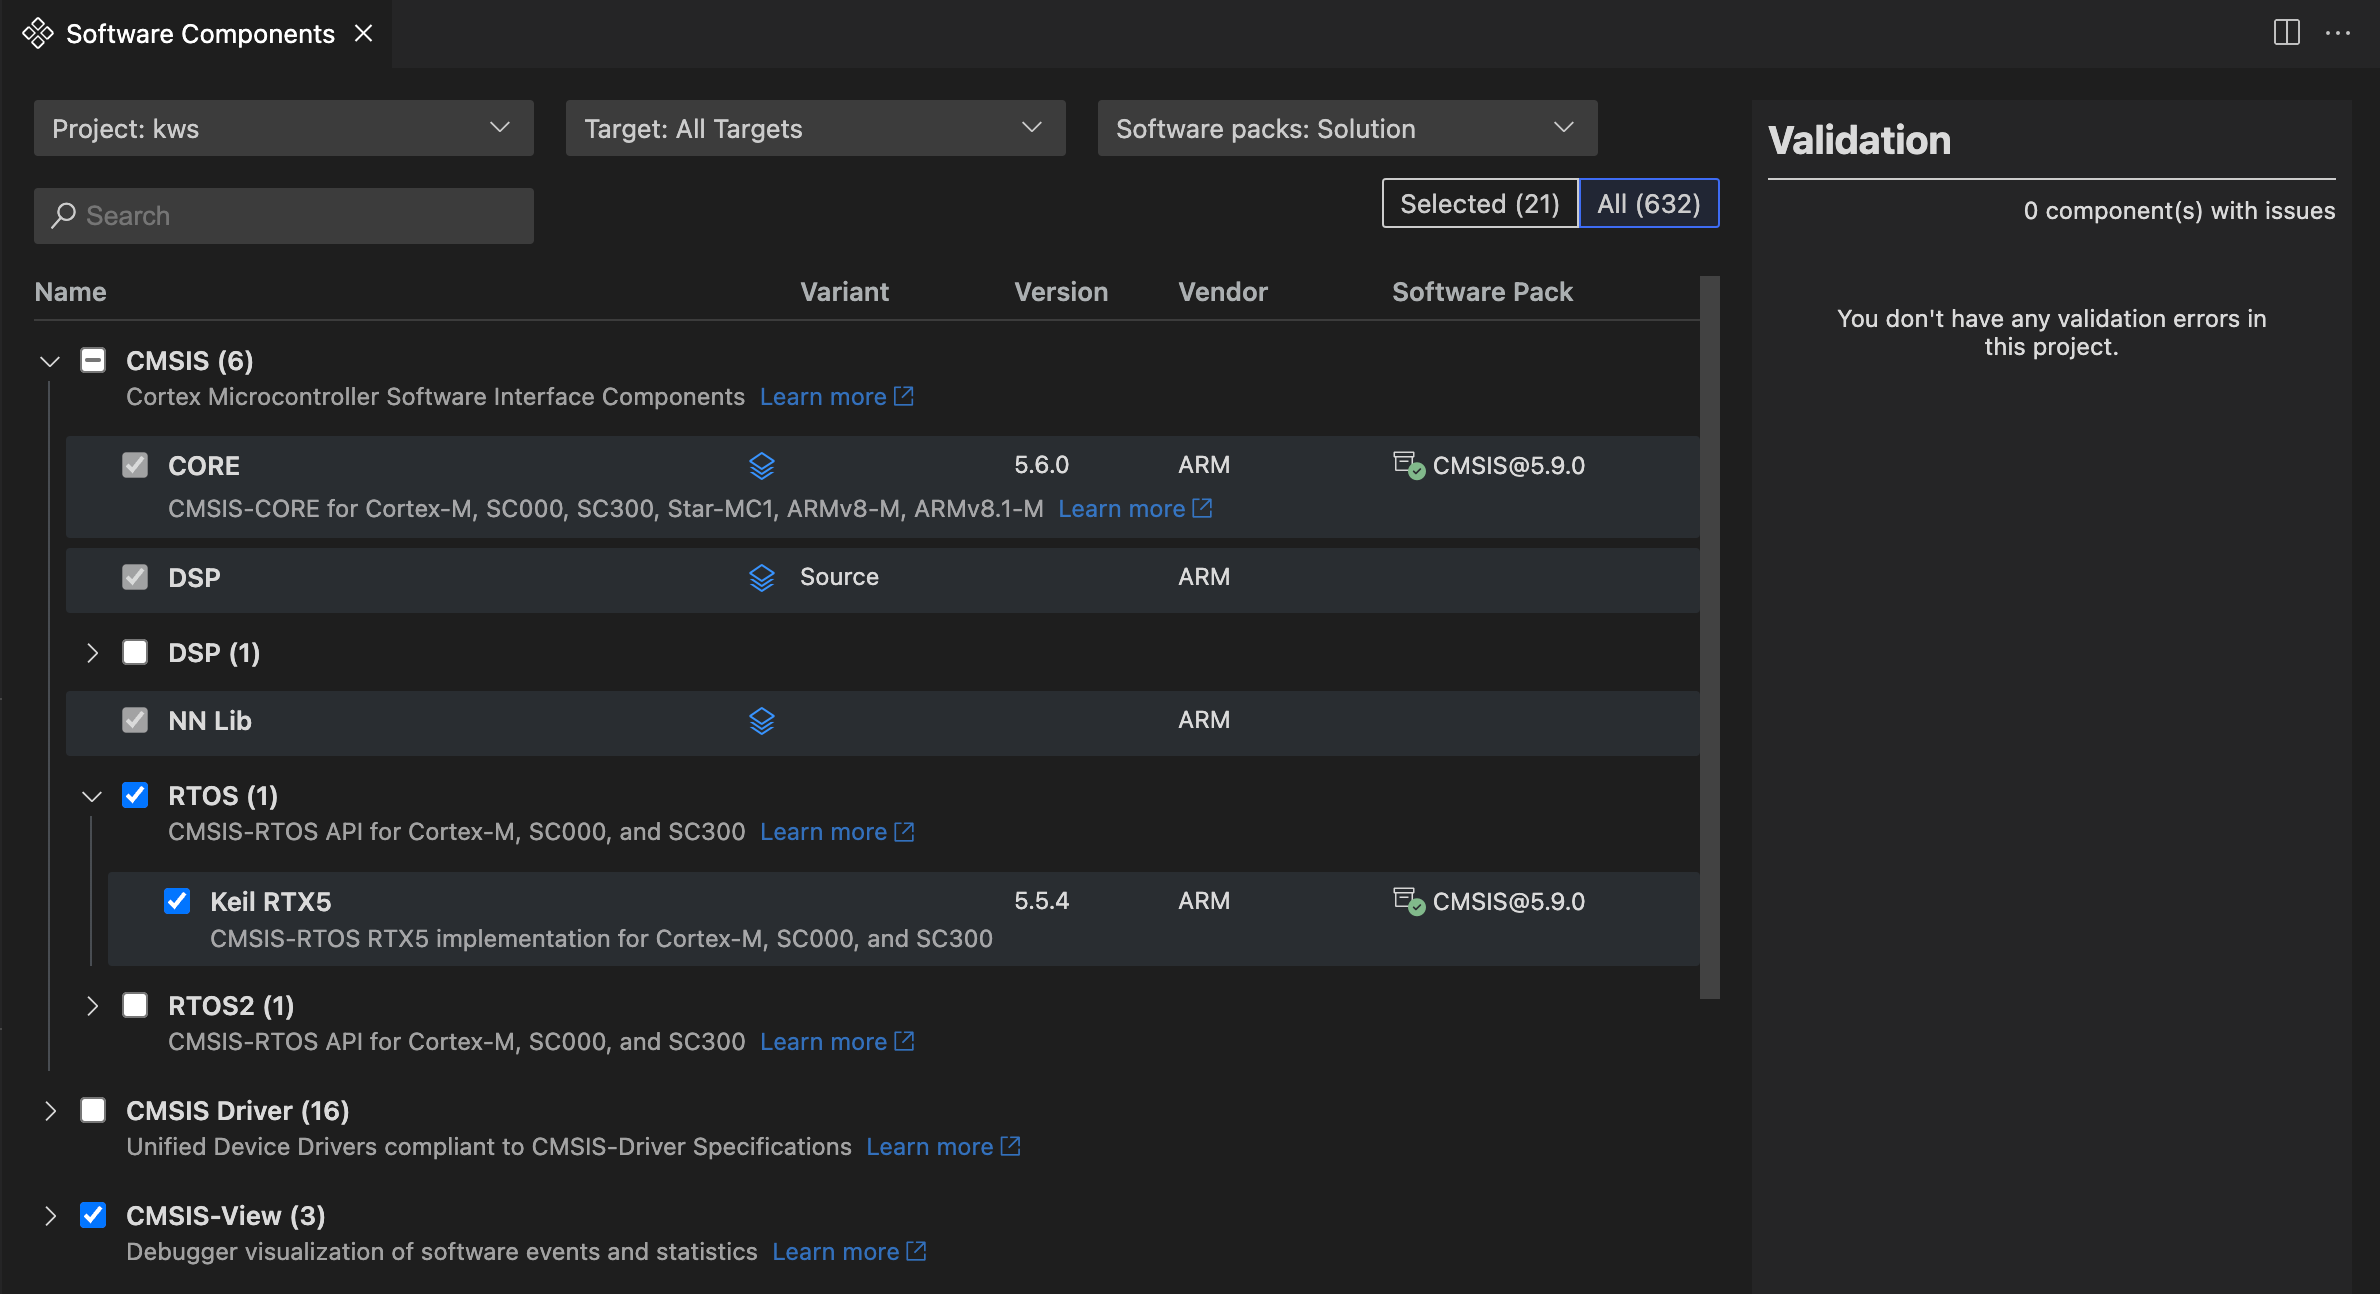 Software Components
Project: kws
Target: All Targets
Software packs: Solution
Search
Selected (21)
All (632)
Name Variant Version Vendor Software Pack
CMSIS (6)
Cortex Microcontroller Software Interface Components Learn more
CORE 5.6.0 ARM CMSIS@5.9.0
CMSIS-CORE for Cortex-M, SC000, SC300, Star-MC1, ARMv8-M, ARMv8.1-M Learn more
DSP Source ARM
DSP (1)
NN Lib ARM
RTOS (1)
CMSIS-RTOS API for Cortex-M, SC000, and SC300 Learn more
Keil RTX5 5.5.4 ARM CMSIS@5.9.0
CMSIS-RTOS RTX5 implementation for Cortex-M, SC000, and SC300
RTOS2 (1)
CMSIS-RTOS API for Cortex-M, SC000, and SC300 Learn more
CMSIS Driver (16)
Unified Device Drivers compliant to CMSIS-Driver Specifications Learn more
CMSIS-View (3)
Debugger visualization of software events and statistics Learn more
Validation
0 component(s) with issues
You don't have any validation errors in
this project.